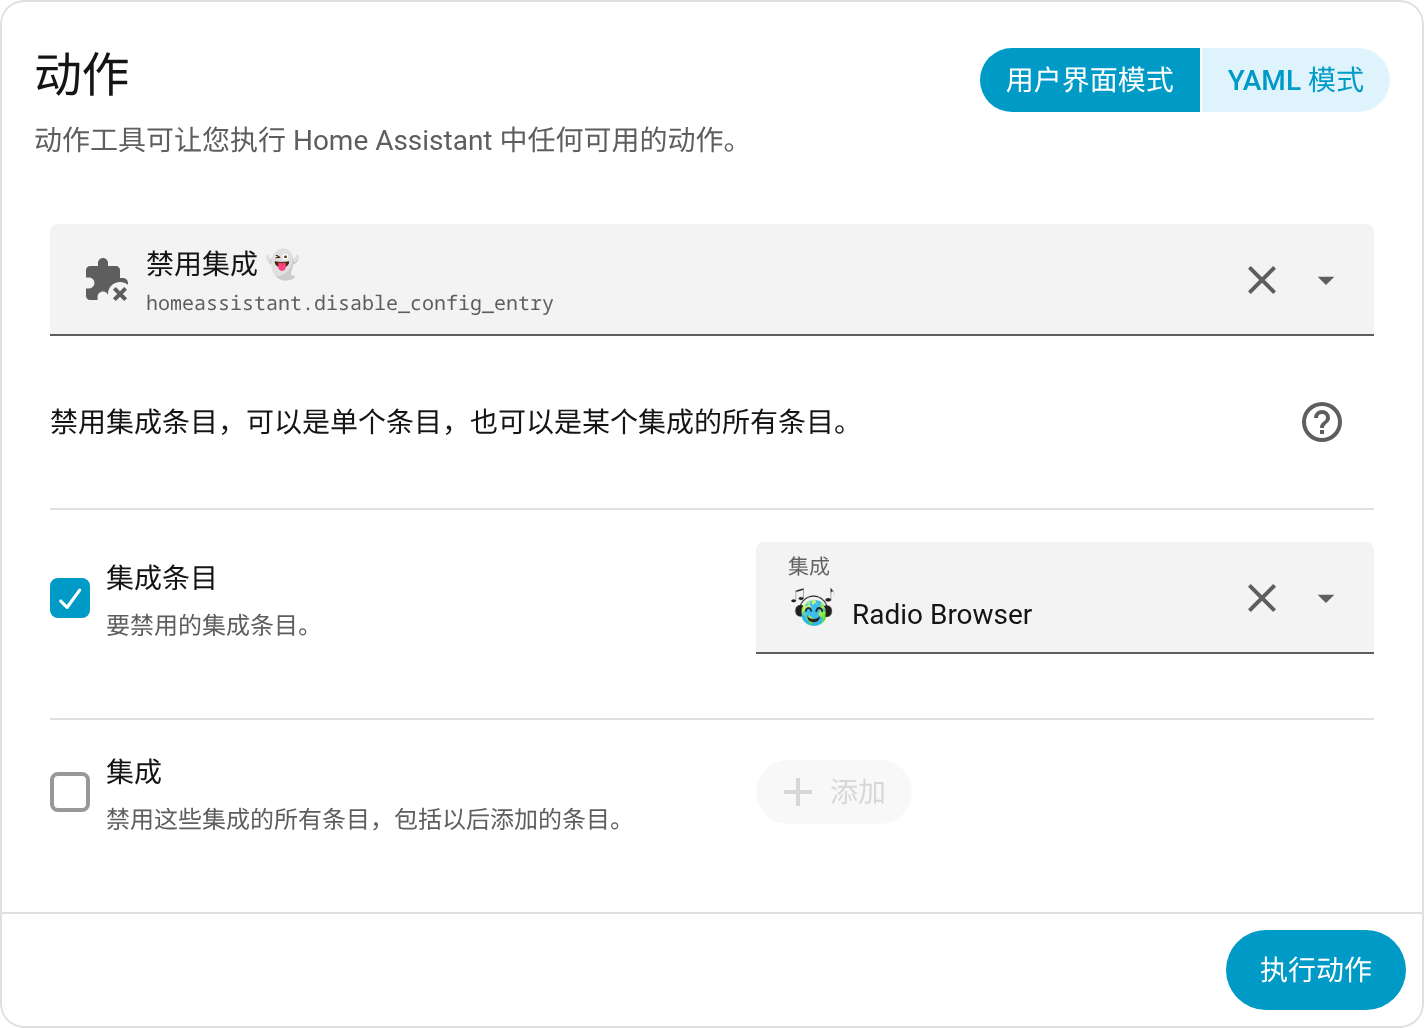 动作
用户界面模式
YAML 模式
动作工具可让您执行 Home Assistant 中任何可用的动作。
禁用集成 👻
homeassistant.disable_config_entry
禁用集成条目，可以是单个条目，也可以是某个集成的所有条目。
集成条目
要禁用的集成条目。
集成
Radio Browser
集成
禁用这些集成的所有条目，包括以后添加的条目。
添加
执行动作